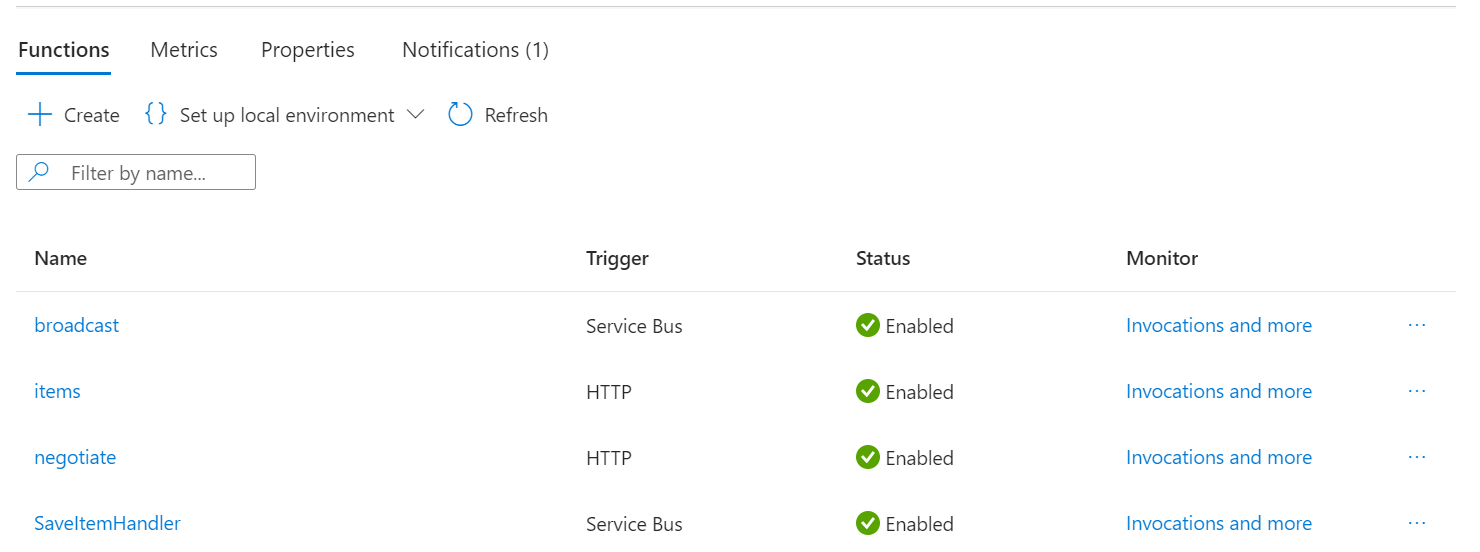 Functions Metrics Properties Notifications (1)
Create {} Set up local environment Refresh
Filter by name...
Name Trigger Status Monitor
broadcast Service Bus Enabled Invocations and more ...
items HTTP Enabled Invocations and more ...
negotiate HTTP Enabled Invocations and more ...
SaveItemHandler Service Bus Enabled Invocations and more ...